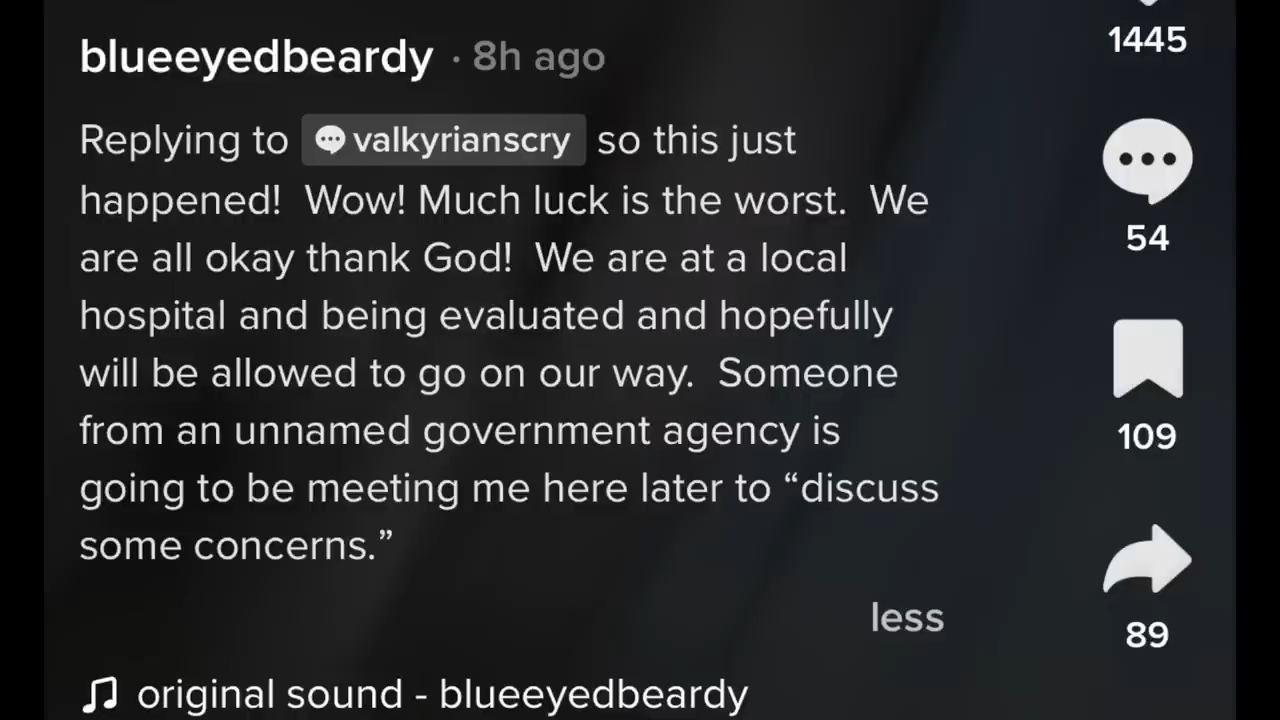 blueeyedbeardy · 8h ago
Replying to valkyrianscry so this just
happened!  Wow! Much luck is the worst.  We
are all okay thank God!  We are at a local
hospital and being evaluated and hopefully
will be allowed to go on our way.  Someone
from an unnamed government agency is
going to be meeting me here later to “discuss
some concerns.”
less
original sound - blueeyedbeardy
1445
54
109
89